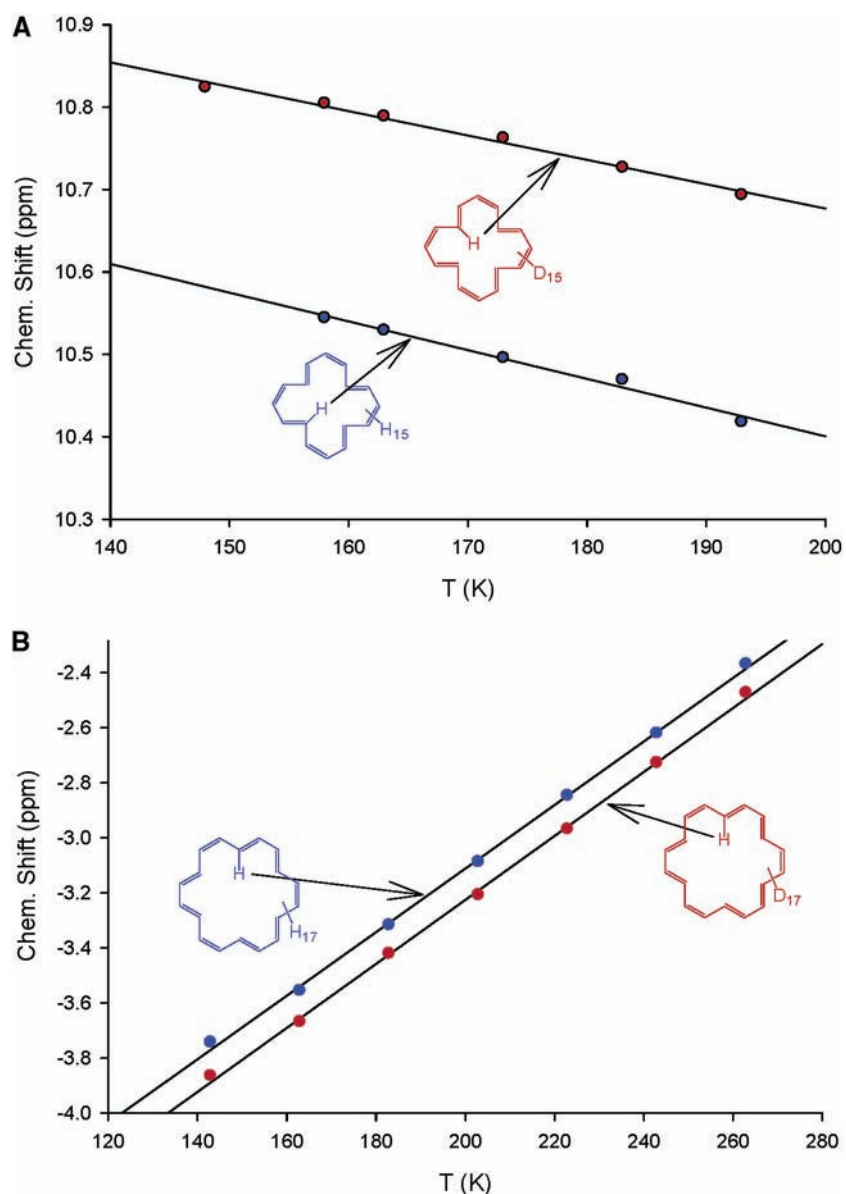 A
10.9
10.8
10.7
10.6
10.5
10.4
10.3
Chem. Shift (ppm)
H
D15
H
H15
140 150 160 170 180 190 200
T (K)
B
-2.4
-2.6
-2.8
-3.0
-3.2
-3.4
-3.6
-3.8
-4.0
Chem. Shift (ppm)
H
H17
H
D17
120 140 160 180 200 220 240 260 280
T (K)